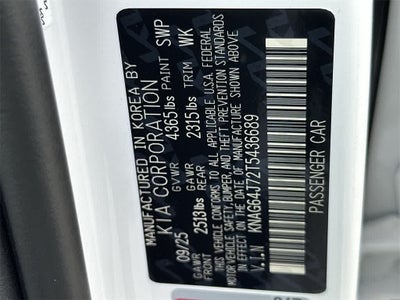 MANUFACTURED IN KOREA BY
KIA CORPORATION
09/25 GVWR 4365lbs PAINT SWP
GAWR FRONT 2513lbs GAWR REAR 2315lbs TRIM WK
THIS VEHICLE CONFORMS TO ALL APPLICABLE U.S.A. FEDERAL
MOTOR VEHICLE SAFETY, BUMPER, AND THEFT PREVENTION STANDARDS
IN EFFECT ON THE DATE OF MANUFACTURE SHOWN ABOVE
V.I.N KNAG64J72T5436689
PASSENGER CAR